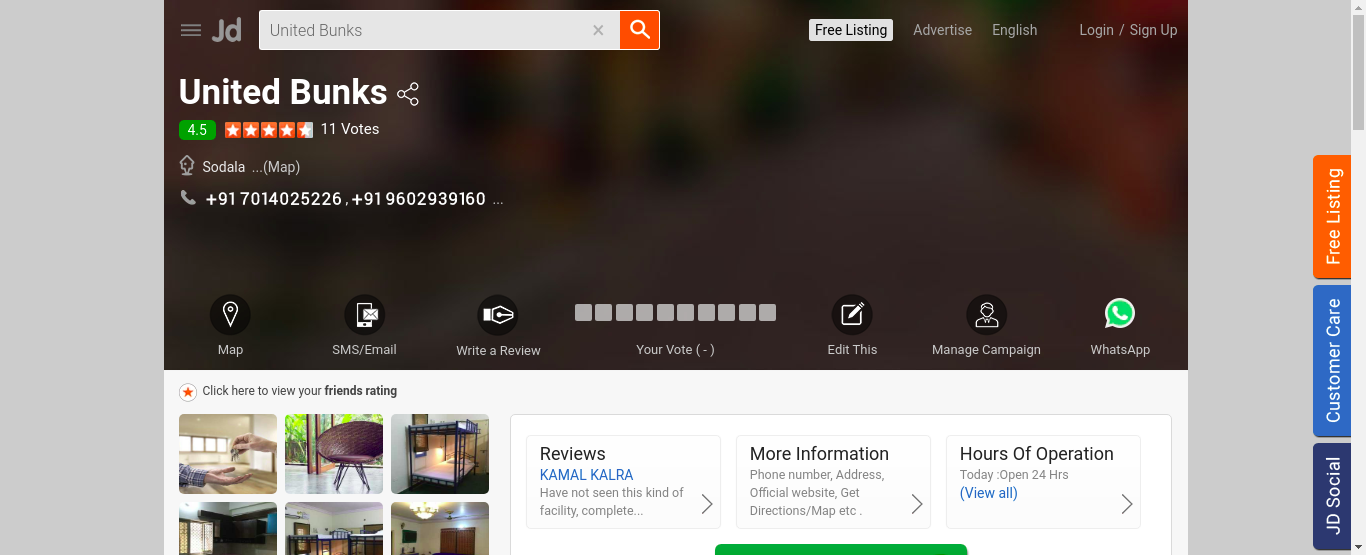 Jd
United Bunks
×
Free Listing
Advertise
English
Login / Sign Up
United Bunks
4.5
11 Votes
Sodala ...(Map)
+91 7014025226 , +91 9602939160 ...
Map
SMS/Email
Write a Review
Your Vote ( - )
Edit This
Manage Campaign
WhatsApp
Click here to view your friends rating
Reviews
KAMAL KALRA
Have not seen this kind of
facility, complete...
More Information
Phone number, Address,
Official website, Get
Directions/Map etc .
Hours Of Operation
Today :Open 24 Hrs
(View all)
Free Listing
Customer Care
JD Social